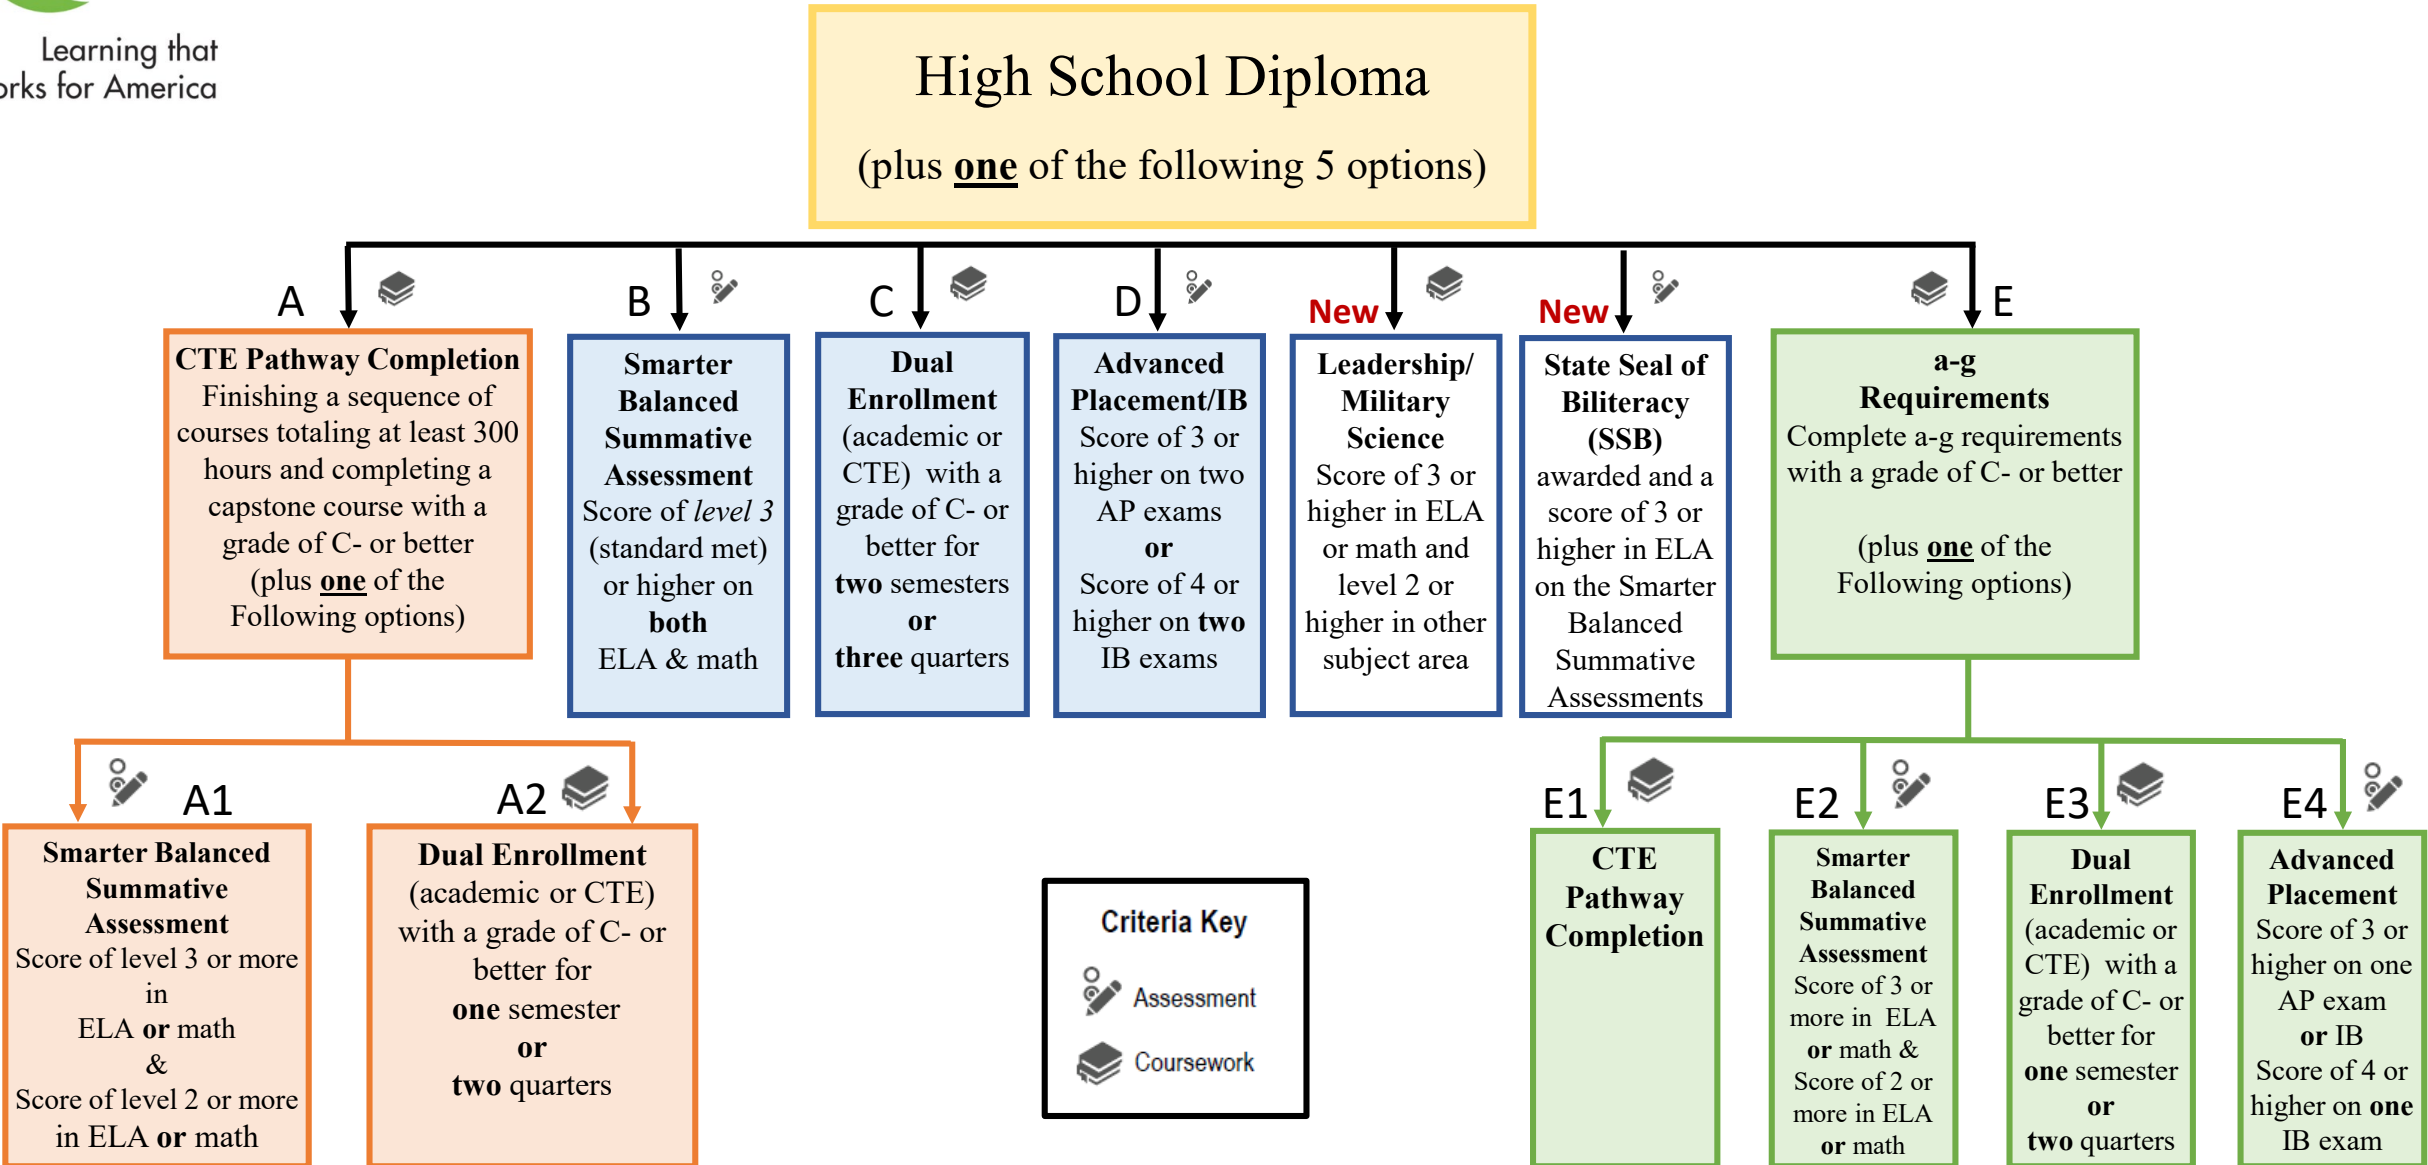 Learning that
orks for America
High School Diploma
(plus one of the following 5 options)
A
B
C
D
New
New
E
CTE Pathway Completion
Finishing a sequence of
courses totaling at least 300
hours and completing a
capstone course with a
grade of C- or better
(plus one of the
Following options)
Smarter
Balanced
Summative
Assessment
Score of level 3
(standard met)
or higher on
both
ELA & math
Dual
Enrollment
(academic or
CTE) with a
grade of C- or
better for
two semesters
or
three quarters
Advanced
Placement/IB
Score of 3 or
higher on two
AP exams
or
Score of 4 or
higher on two
IB exams
Leadership/
Military
Science
Score of 3 or
higher in ELA
or math and
level 2 or
higher in other
subject area
State Seal of
Biliteracy
(SSB)
awarded and a
score of 3 or
higher in ELA
on the Smarter
Balanced
Summative
Assessments
a-g
Requirements
Complete a-g requirements
with a grade of C- or better
(plus one of the
Following options)
A1
A2
E1
E2
E3
E4
Smarter Balanced
Summative
Assessment
Score of level 3 or more
in
ELA or math
&
Score of level 2 or more
in ELA or math
Dual Enrollment
(academic or CTE)
with a grade of C- or
better for
one semester
or
two quarters
Criteria Key
Assessment
Coursework
CTE
Pathway
Completion
Smarter
Balanced
Summative
Assessment
Score of 3 or
more in ELA
or math &
Score of 2 or
more in ELA
or math
Dual
Enrollment
(academic or
CTE) with a
grade of C- or
better for
one semester
or
two quarters
Advanced
Placement
Score of 3 or
higher on one
AP exam
or IB
Score of 4 or
higher on one
IB exam